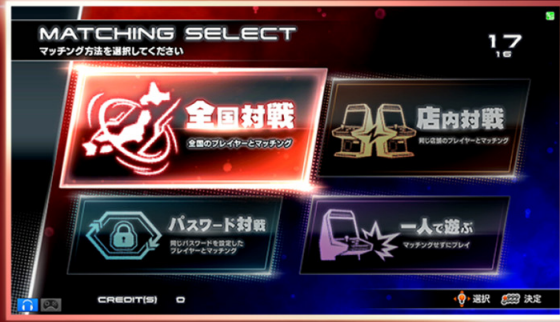 MATCHING SELECT
マッチング方法を選択してください
17
16
全国対戦
全国のプレイヤーとマッチング
店内対戦
同じ店舗のプレイヤーとマッチング
パスワード対戦
同じパスワードを設定した
プレイヤーとマッチング
一人で遊ぶ
マッチングせずにプレイ
CREDIT(S) 0
選択 決定